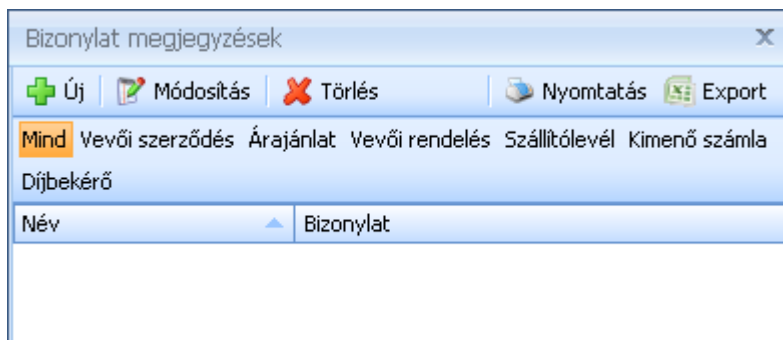 Bizonylat megjegyzések
Új Módosítás Törlés Nyomtatás Export
Mind Vevői szerződés Árajánlat Vevői rendelés Szállítólevél Kimenő számla
Díjbekérő
Név Bizonylat